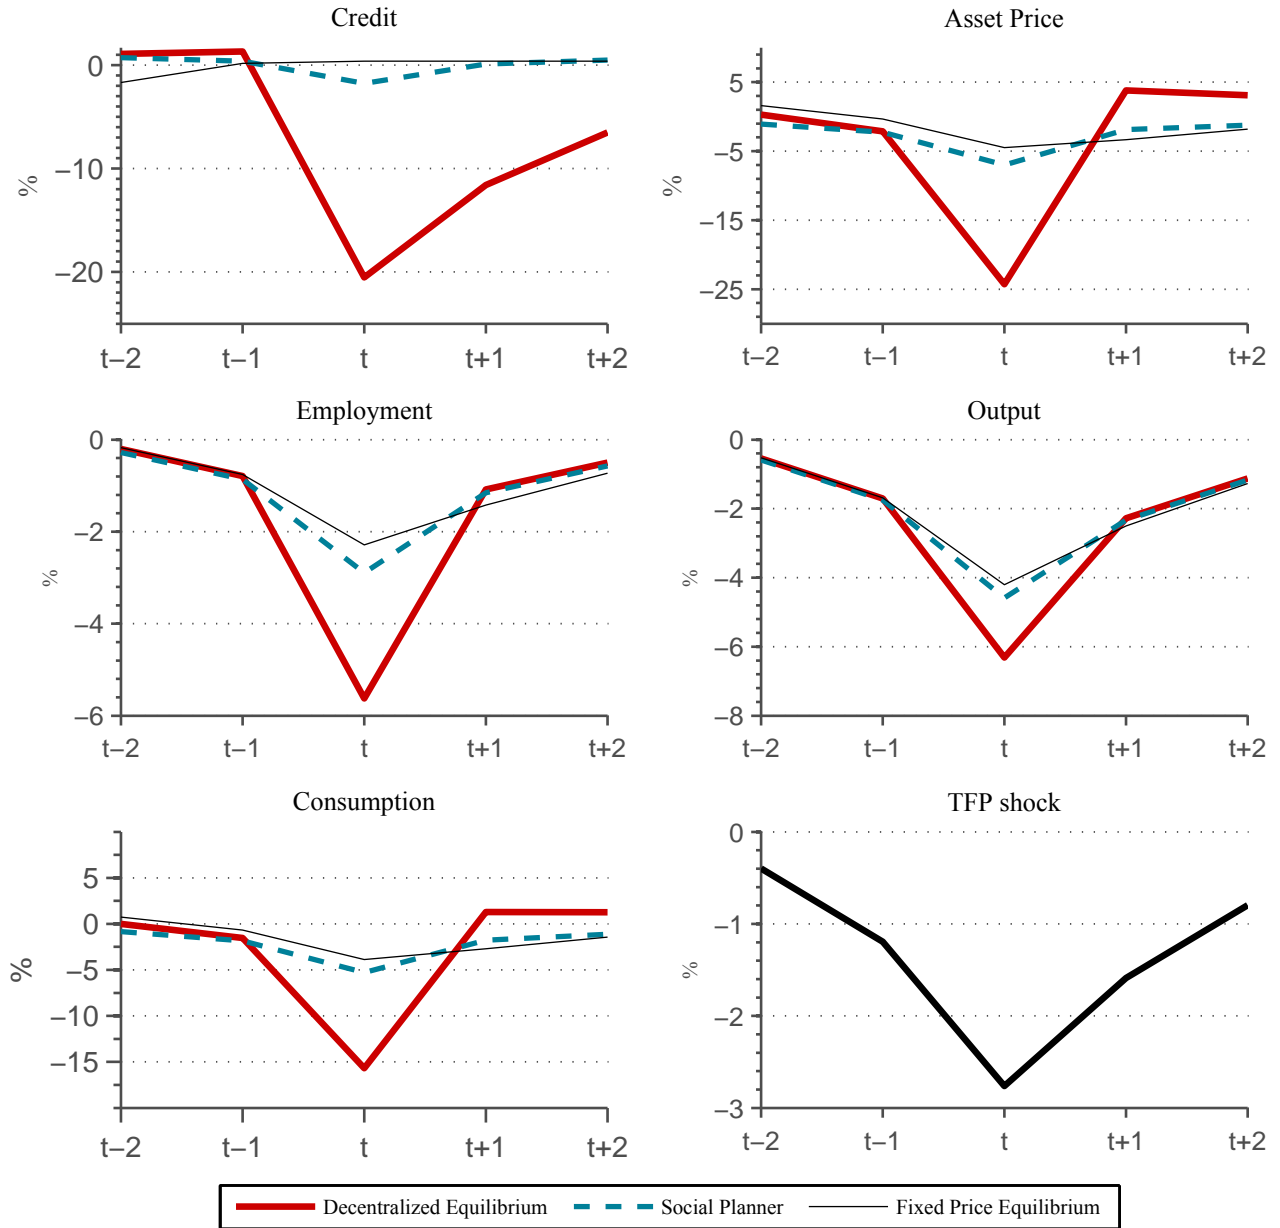 Credit
0
−10
−20
%
t−2 t−1 t t+1 t+2
Asset Price
5
−5
−15
−25
%
t−2 t−1 t t+1 t+2
Employment
0
−2
−4
−6
%
t−2 t−1 t t+1 t+2
Output
0
−2
−4
−6
−8
%
t−2 t−1 t t+1 t+2
Consumption
5
0
−5
−10
−15
%
t−2 t−1 t t+1 t+2
TFP shock
0
−1
−2
−3
%
t−2 t−1 t t+1 t+2
Decentralized Equilibrium Social Planner Fixed Price Equilibrium